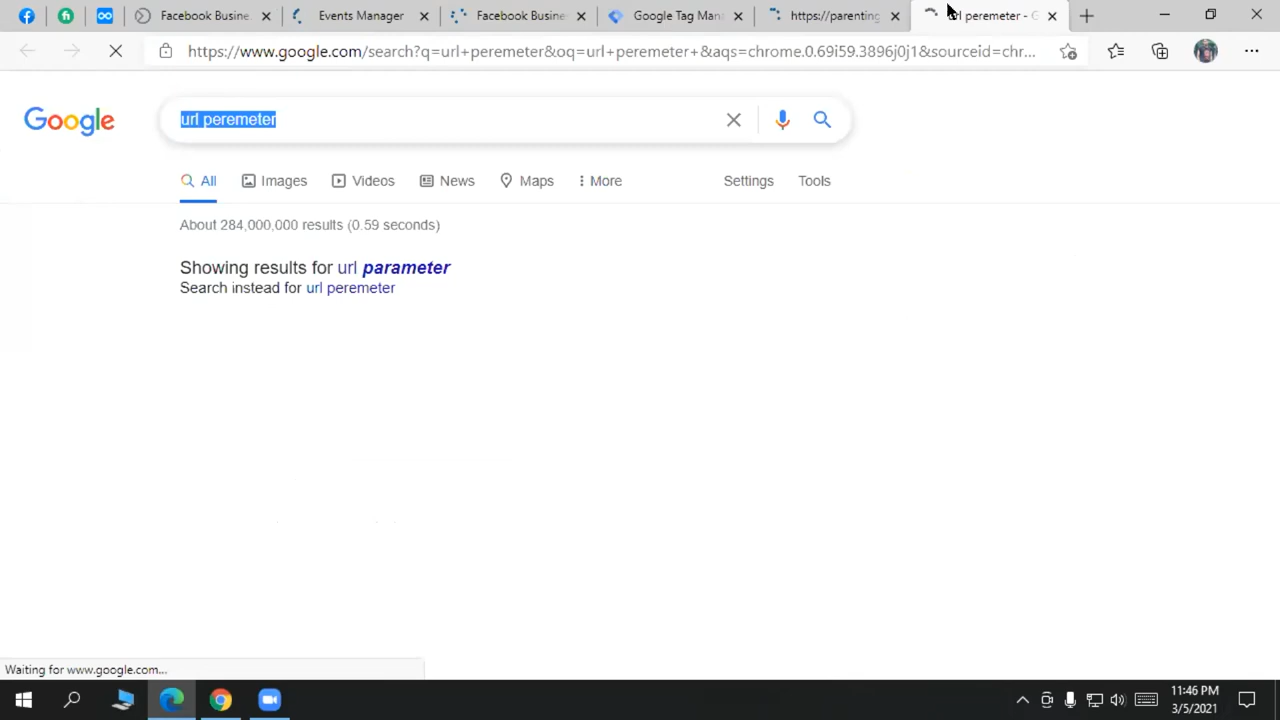 Facebook Busine
Events Manager
Facebook Busine
Google Tag Man
https://parenting
url peremeter - G
https://www.google.com/search?q=url+peremeter&oq=url+peremeter+&aqs=chrome.0.69i59.3896j0j1&sourceid=chr...
Google
url peremeter
All
Images
Videos
News
Maps
More
Settings
Tools
About 284,000,000 results (0.59 seconds)
Showing results for url parameter
Search instead for url peremeter
Waiting for www.google.com...
11:46 PM
3/5/2021